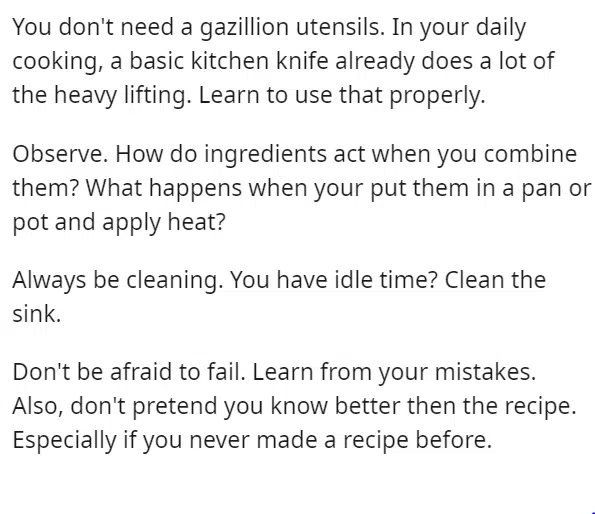 You don't need a gazillion utensils. In your daily
cooking, a basic kitchen knife already does a lot of
the heavy lifting. Learn to use that properly.
Observe. How do ingredients act when you combine
them? What happens when your put them in a pan or
pot and apply heat?
Always be cleaning. You have idle time? Clean the
sink.
Don't be afraid to fail. Learn from your mistakes.
Also, don't pretend you know better then the recipe.
Especially if you never made a recipe before.